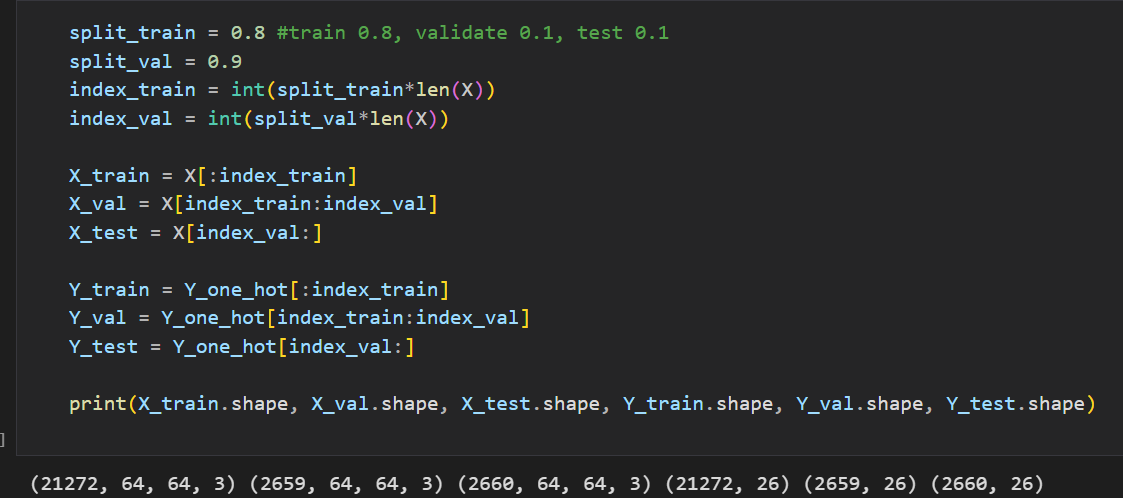 split_train = 0.8 #train 0.8, validate 0.1, test 0.1
split_val = 0.9
index_train = int(split_train*len(X))
index_val = int(split_val*len(X))
X_train = X[:index_train]
X_val = X[index_train:index_val]
X_test = X[index_val:]
Y_train = Y_one_hot[:index_train]
Y_val = Y_one_hot[index_train:index_val]
Y_test = Y_one_hot[index_val:]
print(X_train.shape, X_val.shape, X_test.shape, Y_train.shape, Y_val.shape, Y_test.shape)
]
(21272, 64, 64, 3) (2659, 64, 64, 3) (2660, 64, 64, 3) (21272, 26) (2659, 26) (2660, 26)